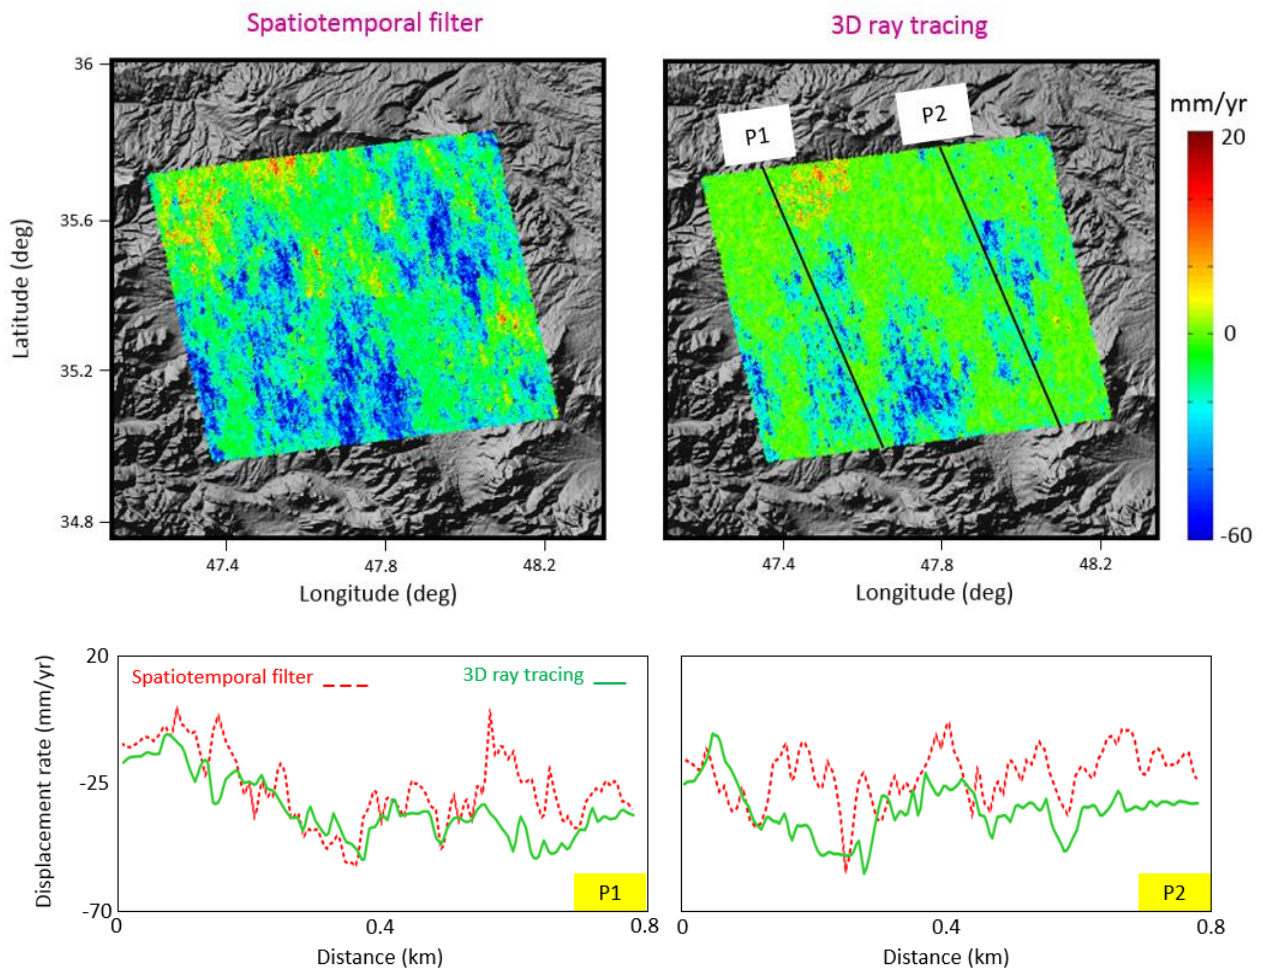 Spatiotemporal filter
3D ray tracing
36
35.6
35.2
34.8
Latitude (deg)
47.4
47.8
48.2
Longitude (deg)
P1
P2
47.4
47.8
48.2
Longitude (deg)
mm/yr
20
0
-60
Displacement rate (mm/yr)
20
-25
-70
Spatiotemporal filter
3D ray tracing
P1
0
0.4
0.8
Distance (km)
P2
0
0.4
0.8
Distance (km)